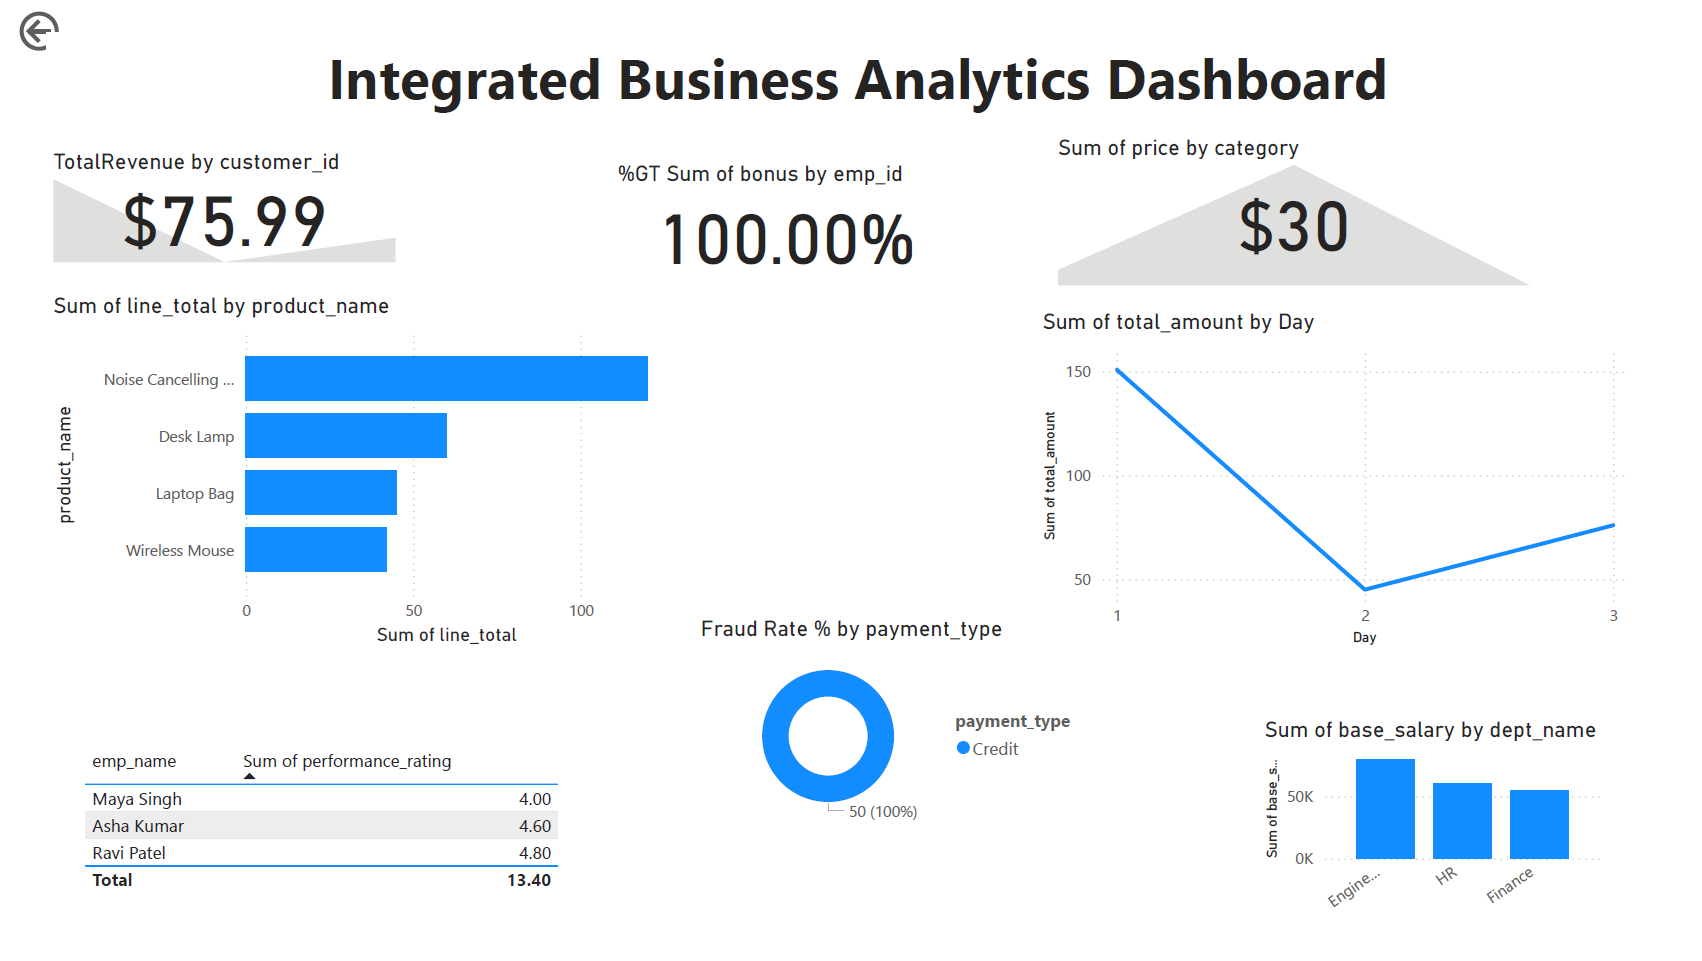 Integrated Business Analytics Dashboard
TotalRevenue by customer_id
$75.99
%GT Sum of bonus by emp_id
100.00%
Sum of price by category
$30
Sum of line_total by product_name
product_name
Noise Cancelling ...
Desk Lamp
Laptop Bag
Wireless Mouse
0 50 100
Sum of line_total
Sum of total_amount by Day
Sum of total_amount
150
100
50
1 2 3
Day
Fraud Rate % by payment_type
50 (100%)
payment_type
Credit
emp_name Sum of performance_rating
Maya Singh 4.00
Asha Kumar 4.60
Ravi Patel 4.80
Total 13.40
Sum of base_salary by dept_name
Sum of base_s...
50K
0K
Engine... HR Finance